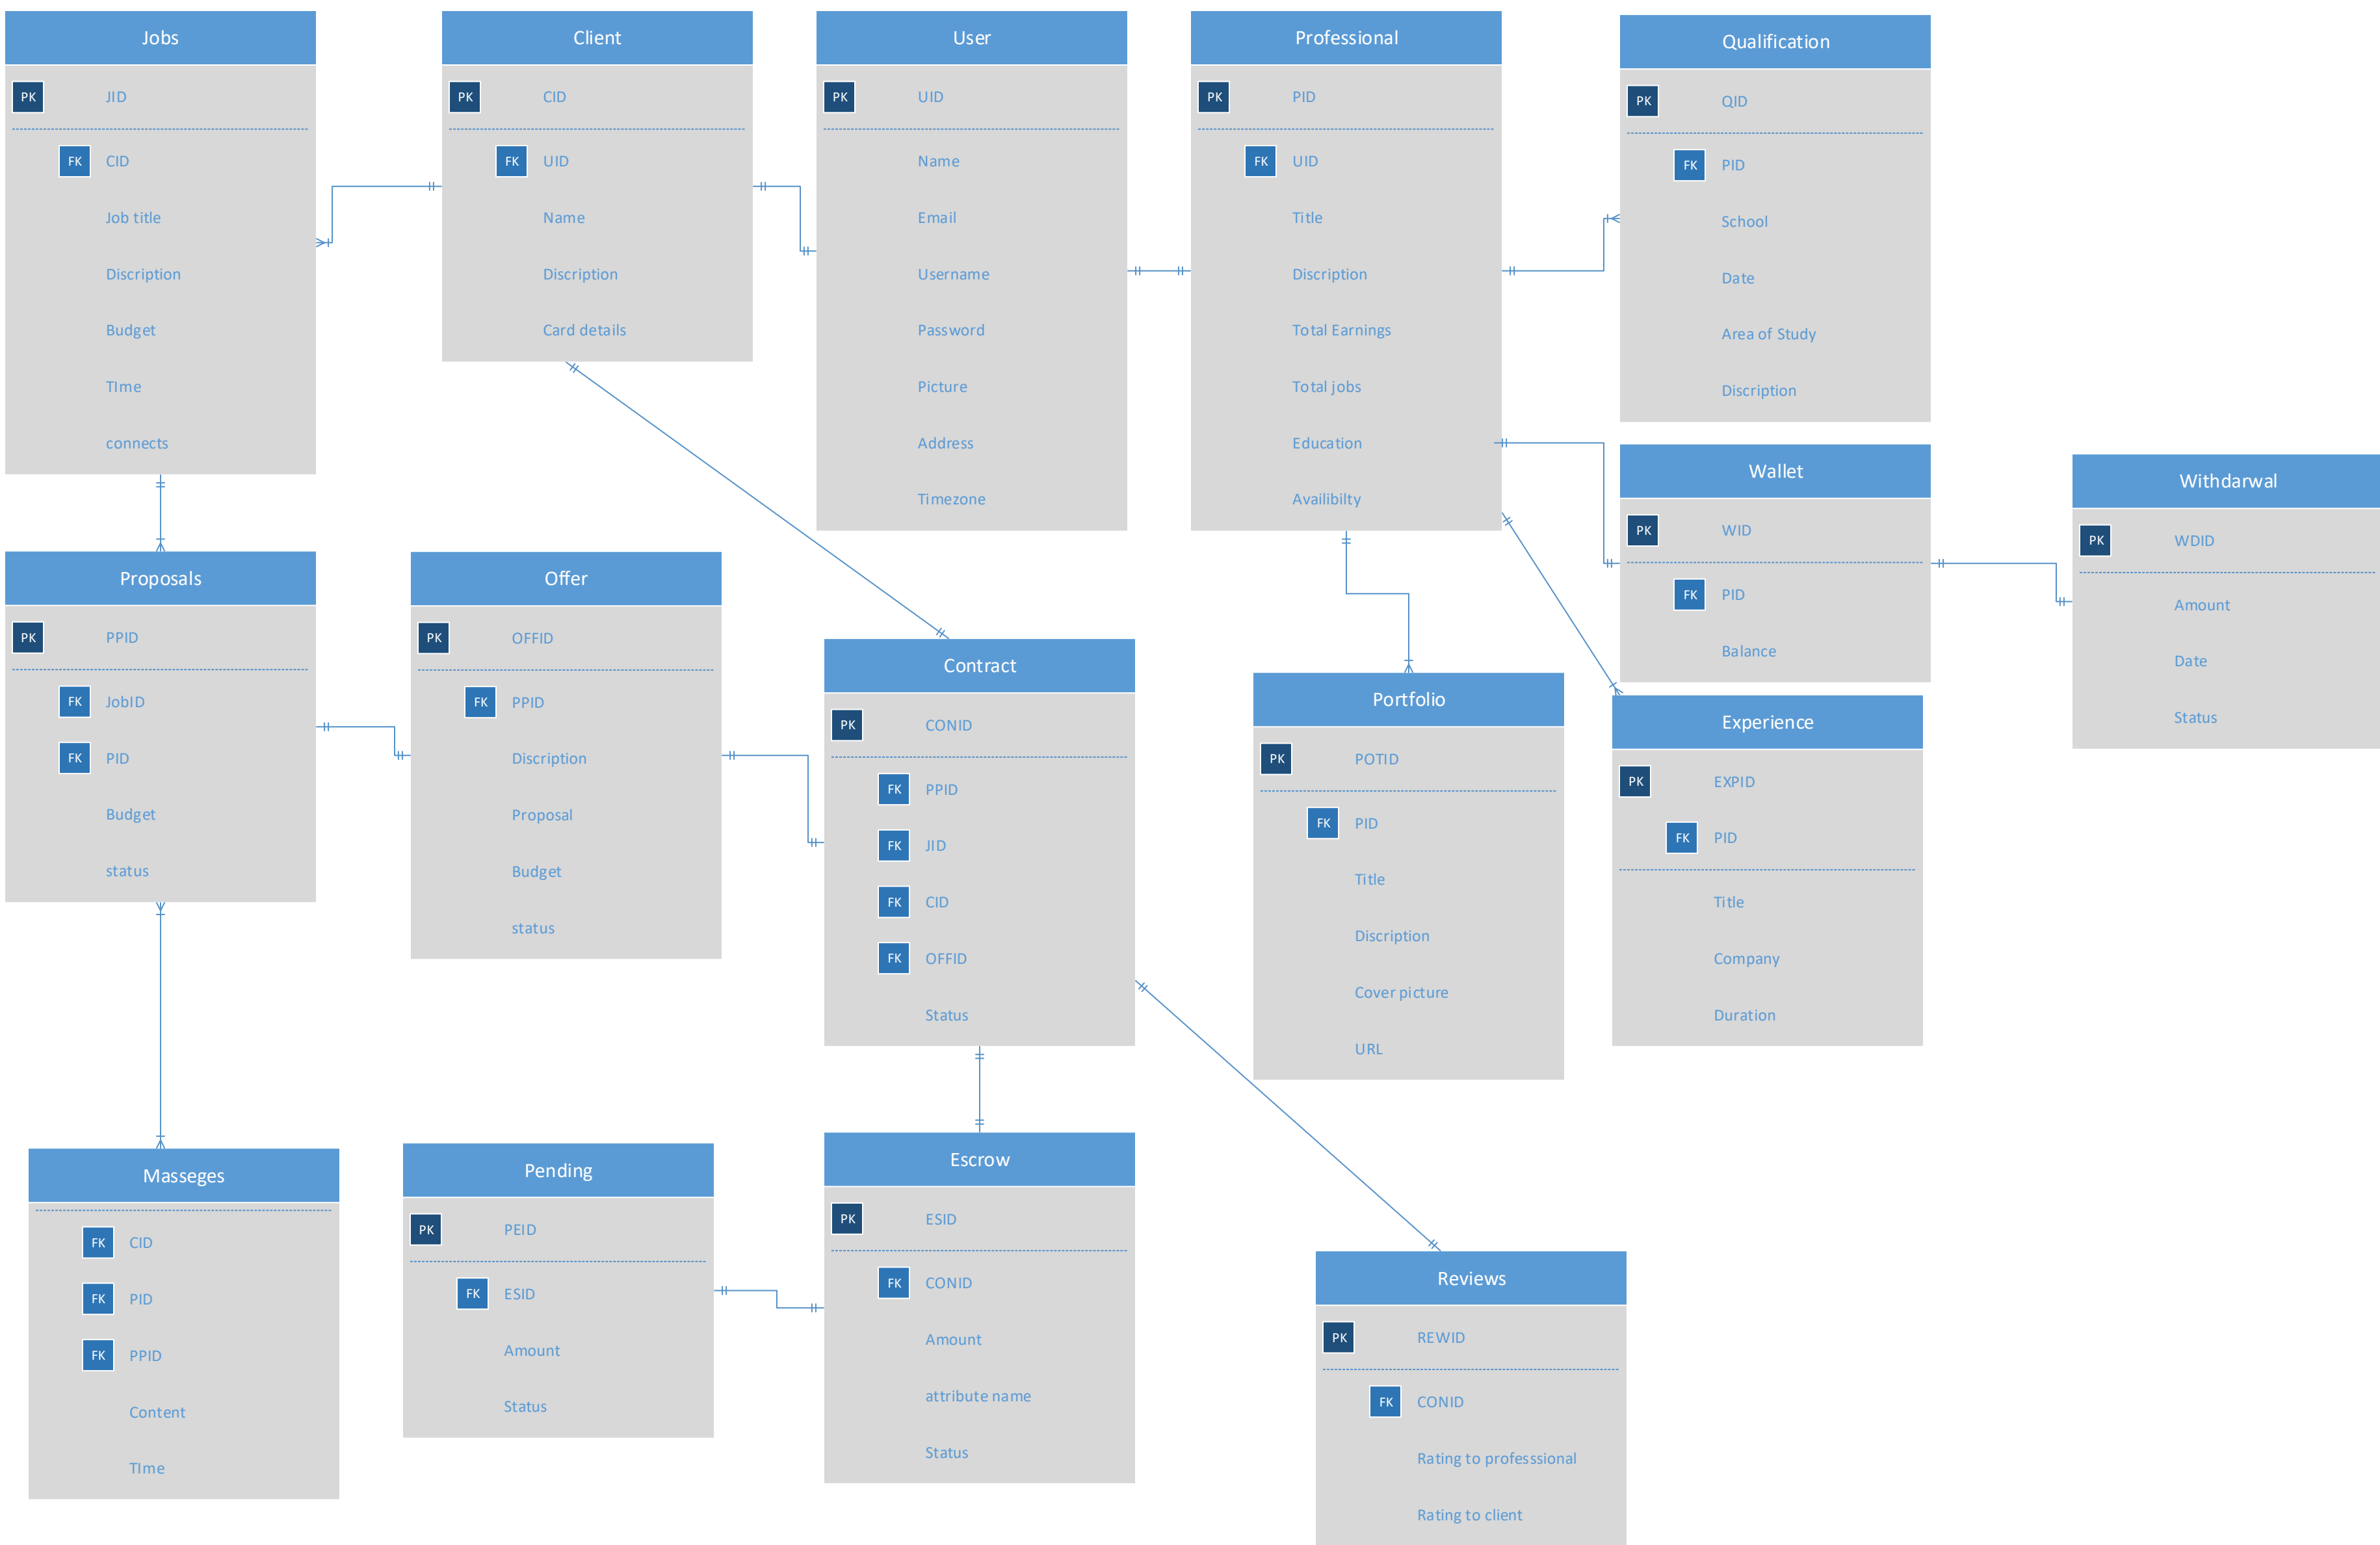 Jobs
PK JID
FK CID
Job title
Discription
Budget
TIme
connects
Client
PK CID
FK UID
Name
Discription
Card details
User
PK UID
Name
Email
Username
Password
Picture
Address
Timezone
Professional
PK PID
FK UID
Title
Discription
Total Earnings
Total jobs
Education
Availibilty
Qualification
PK QID
FK PID
School
Date
Area of Study
Discription
Wallet
PK WID
FK PID
Balance
Withdarwal
PK WDID
Amount
Date
Status
Proposals
PK PPID
FK JobID
FK PID
Budget
status
Offer
PK OFFID
FK PPID
Discription
Proposal
Budget
status
Contract
PK CONID
FK PPID
FK JID
FK CID
FK OFFID
Status
Portfolio
PK POTID
FK PID
Title
Discription
Cover picture
URL
Experience
PK EXPID
FK PID
Title
Company
Duration
Masseges
FK CID
FK PID
FK PPID
Content
TIme
Pending
PK PEID
FK ESID
Amount
Status
Escrow
PK ESID
FK CONID
Amount
attribute name
Status
Reviews
PK REWID
FK CONID
Rating to professsional
Rating to client